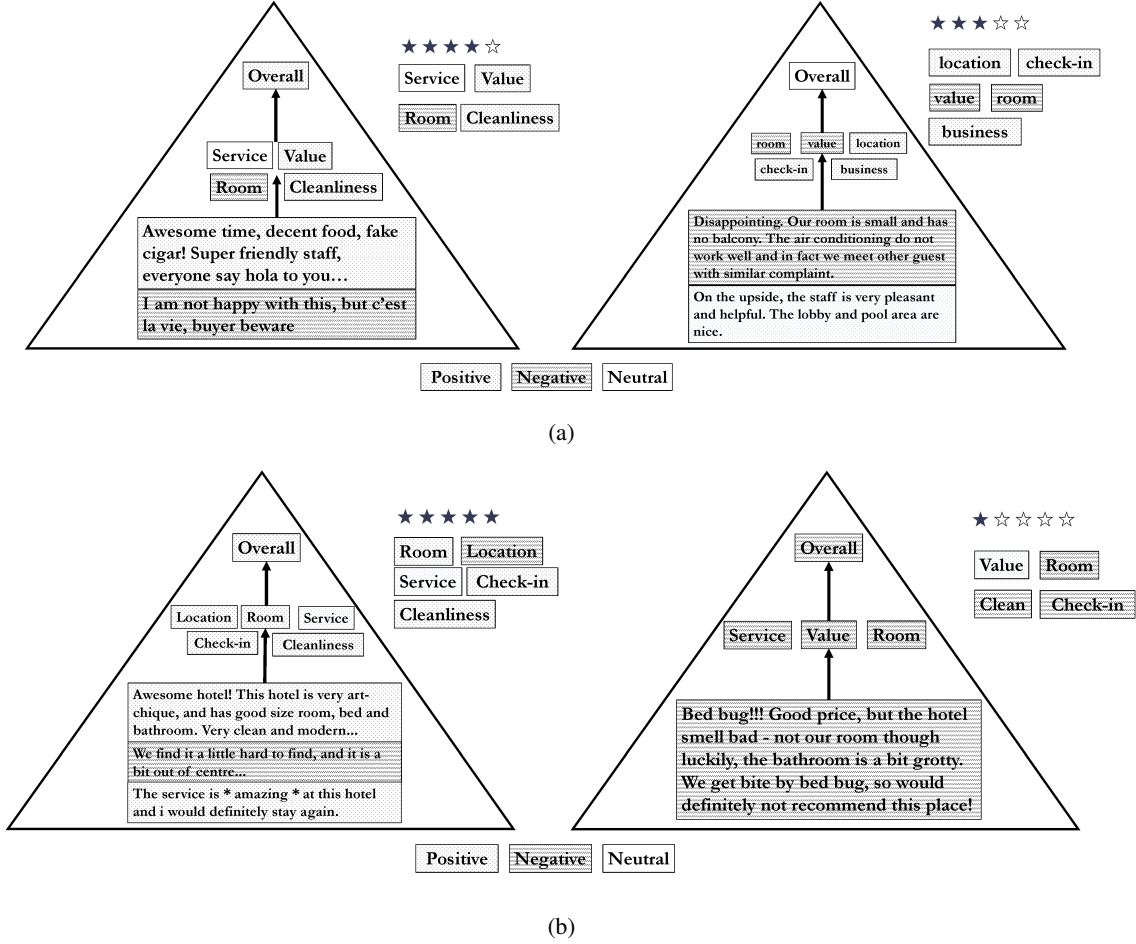 Overall
Service Value
Room Cleanliness
Awesome time, decent food, fake
cigar! Super friendly staff,
everyone say hola to you…
I am not happy with this, but c'est
la vie, buyer beware
★★★★☆
Service Value
Room Cleanliness
Overall
room value location
check-in business
Disappointing. Our room is small and has
no balcony. The air conditioning do not
work well and in fact we meet other guest
with similar complaint.
On the upside, the staff is very pleasant
and helpful. The lobby and pool area are
nice.
★★★☆☆
location check-in
value room
business
Positive Negative Neutral
(a)
Overall
Location Room Service
Check-in Cleanliness
Awesome hotel! This hotel is very art-
chique, and has good size room, bed and
bathroom. Very clean and modern...
We find it a little hard to find, and it is a
bit out of centre...
The service is * amazing * at this hotel
and i would definitely stay again.
★★★★★
Room Location
Service Check-in
Cleanliness
Overall
Service Value Room
Bed bug!!! Good price, but the hotel
smell bad - not our room though
luckily, the bathroom is a bit grotty.
We get bite by bed bug, so would
definitely not recommend this place!
★☆☆☆☆
Value Room
Clean Check-in
Positive Negative Neutral
(b)